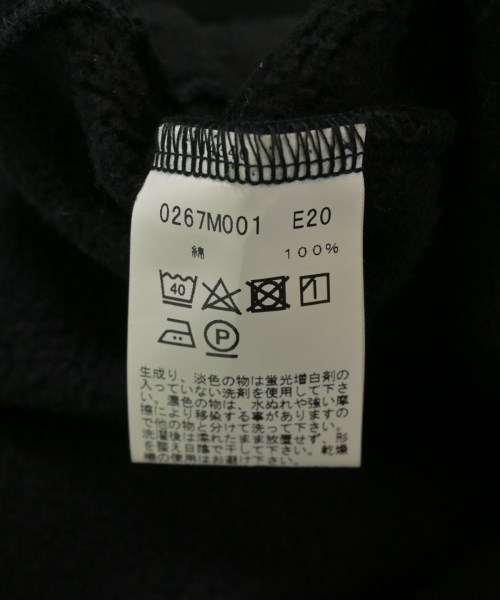 0267M001 E20
綿 100%
40
P
生成り、淡色の物は蛍光増白剤の
入っていない洗剤を使用して下さ
い。濃色の物は、水ぬれや強い摩
擦により移染する事がありますの
で他の物と分けて洗って下さい。
洗濯後は濡れたまま放置せず、形
を整え日陰で干して下さい。乾燥
機の使用はお避け下さい。